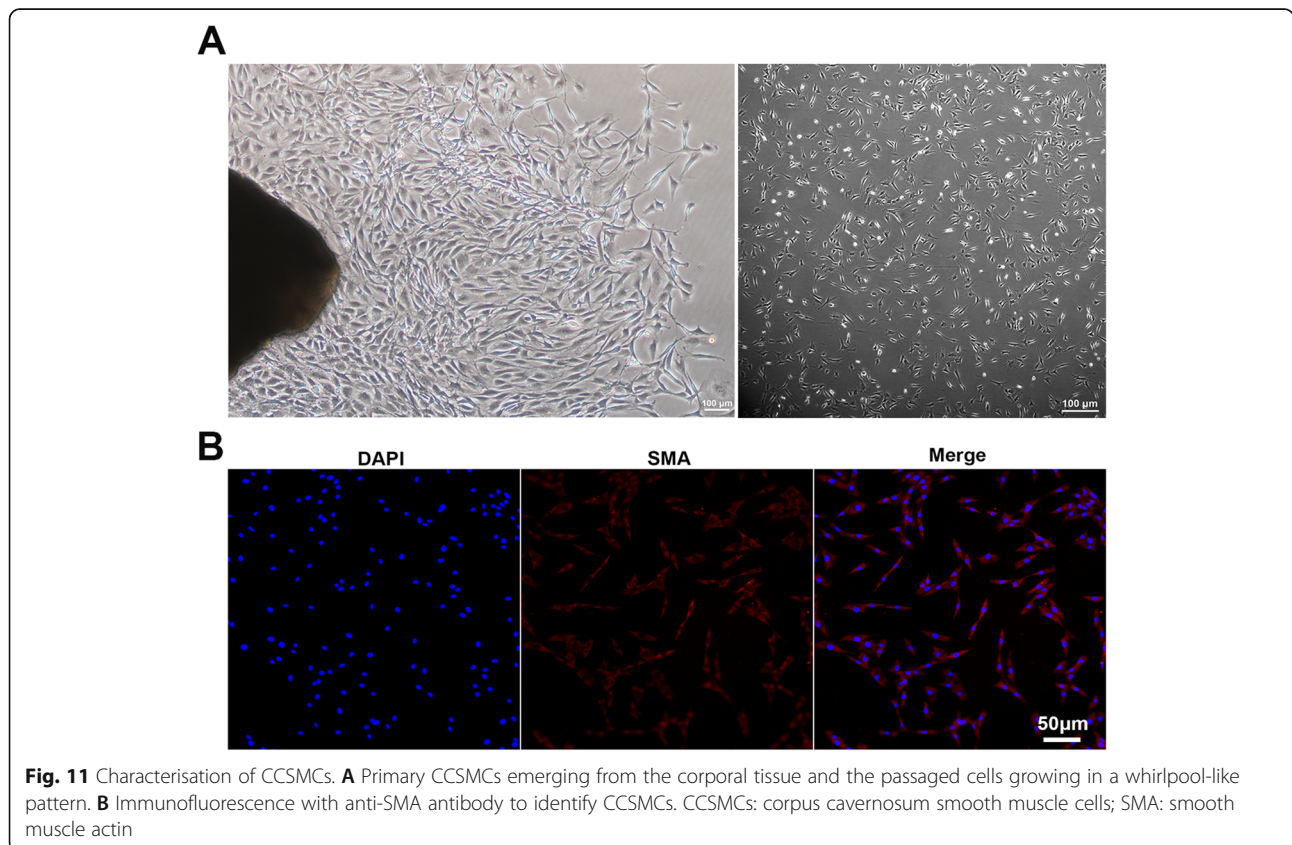 A
100 µm
100 µm
B
DAPI
SMA
Merge
50µm
Fig. 11 Characterisation of CCSMCs. A Primary CCSMCs emerging from the corporal tissue and the passaged cells growing in a whirlpool-like
pattern. B Immunofluorescence with anti-SMA antibody to identify CCSMCs. CCSMCs: corpus cavernosum smooth muscle cells; SMA: smooth
muscle actin